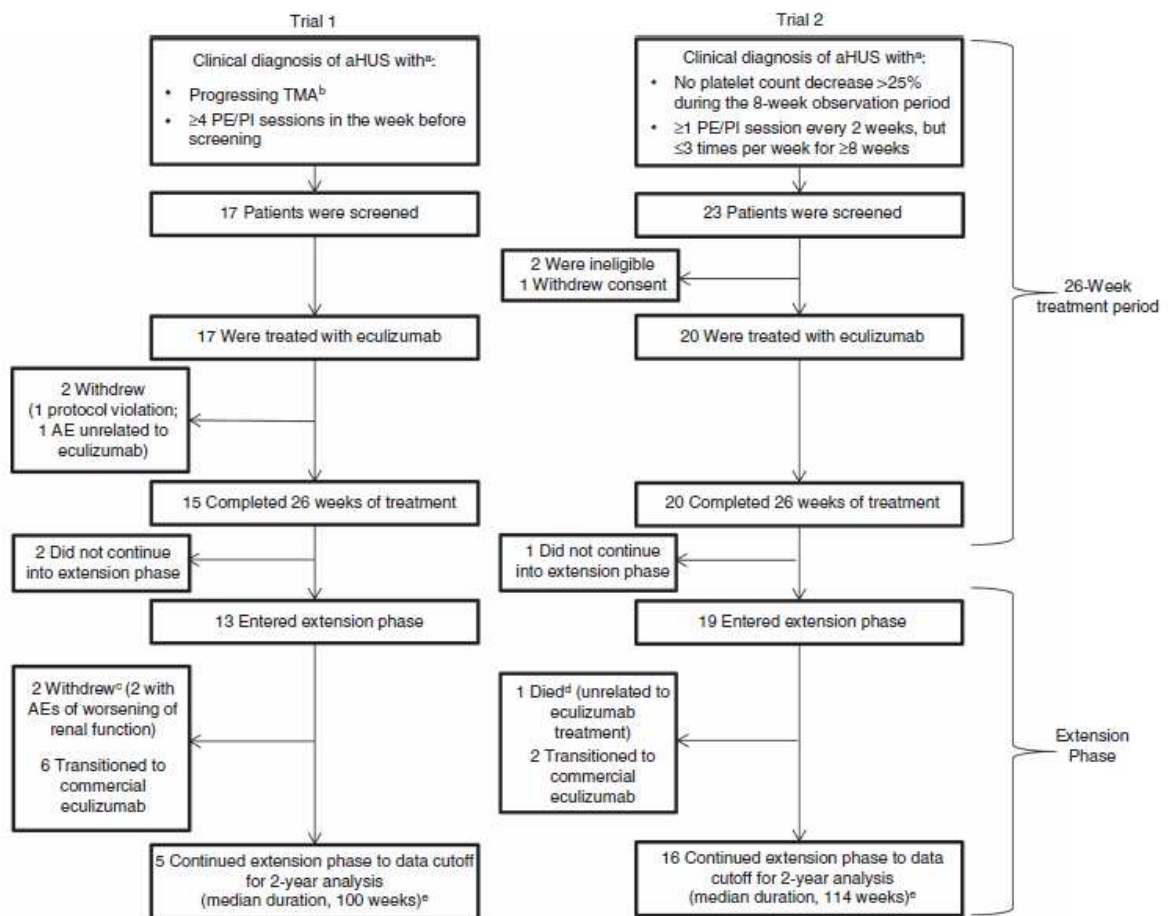 Trial 1
Clinical diagnosis of aHUS withᵃ:
• Progressing TMAᵇ
• ≥4 PE/PI sessions in the week before
screening
17 Patients were screened
17 Were treated with eculizumab
2 Withdrew
(1 protocol violation;
1 AE unrelated to
eculizumab)
15 Completed 26 weeks of treatment
2 Did not continue
into extension phase
13 Entered extension phase
2 Withdrewᶜ (2 with
AEs of worsening of
renal function)
6 Transitioned to
commercial
eculizumab
5 Continued extension phase to data cutoff
for 2-year analysis
(median duration, 100 weeks)ᵉ
Trial 2
Clinical diagnosis of aHUS withᵃ:
• No platelet count decrease >25%
during the 8-week observation period
• ≥1 PE/PI session every 2 weeks, but
≤3 times per week for ≥8 weeks
23 Patients were screened
2 Were ineligible
1 Withdrew consent
20 Were treated with eculizumab
20 Completed 26 weeks of treatment
1 Did not continue
into extension phase
19 Entered extension phase
1 Diedᵈ (unrelated to
eculizumab
treatment)
2 Transitioned to
commercial
eculizumab
16 Continued extension phase to data
cutoff for 2-year analysis
(median duration, 114 weeks)ᵉ
26-Week
treatment period
Extension
Phase